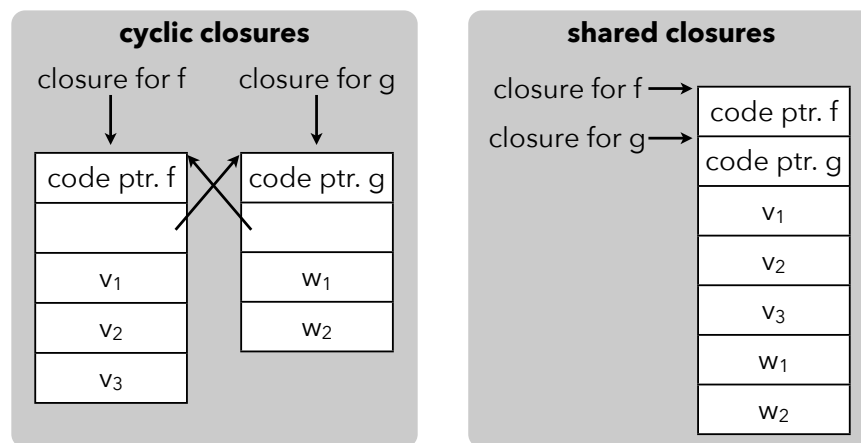 cyclic closures
closure for f closure for g
code ptr. f code ptr. g
v₁ w₁
v₂ w₂
v₃
shared closures
closure for f
code ptr. f
closure for g
code ptr. g
v₁
v₂
v₃
w₁
w₂